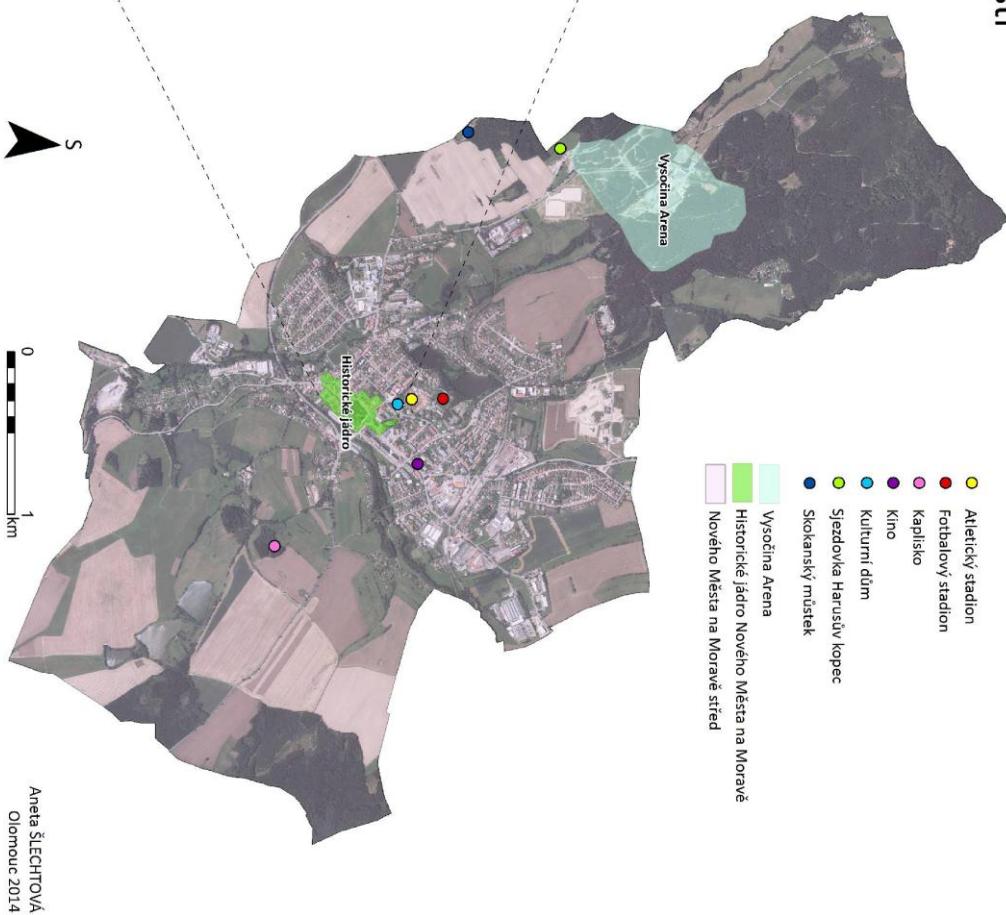 S
Vysočina Arena
Historické jádro
0
1
km
Atletický stadion
Fotbalový stadion
Kaplisko
Kino
Kulturní dům
Sjezdovka Harusův kopec
Skokanský můstek
Vysočina Arena
Historické jádro Nového Města na Moravě
Nového Města na Moravě střed
Aneta ŠLECHTOVÁ
Olomouc 2014